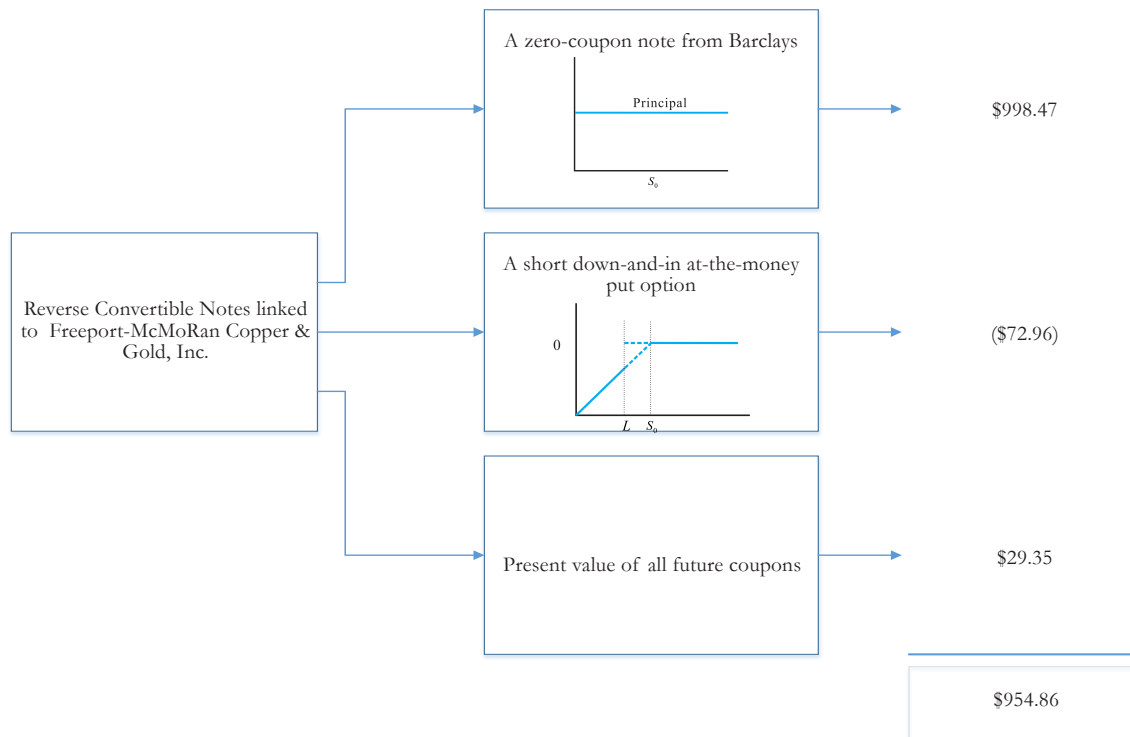 A zero-coupon note from Barclays
Principal
S₀
$998.47
Reverse Convertible Notes linked
to Freeport-McMoRan Copper &
Gold, Inc.
A short down-and-in at-the-money
put option
0
L S₀
($72.96)
Present value of all future coupons
$29.35
$954.86